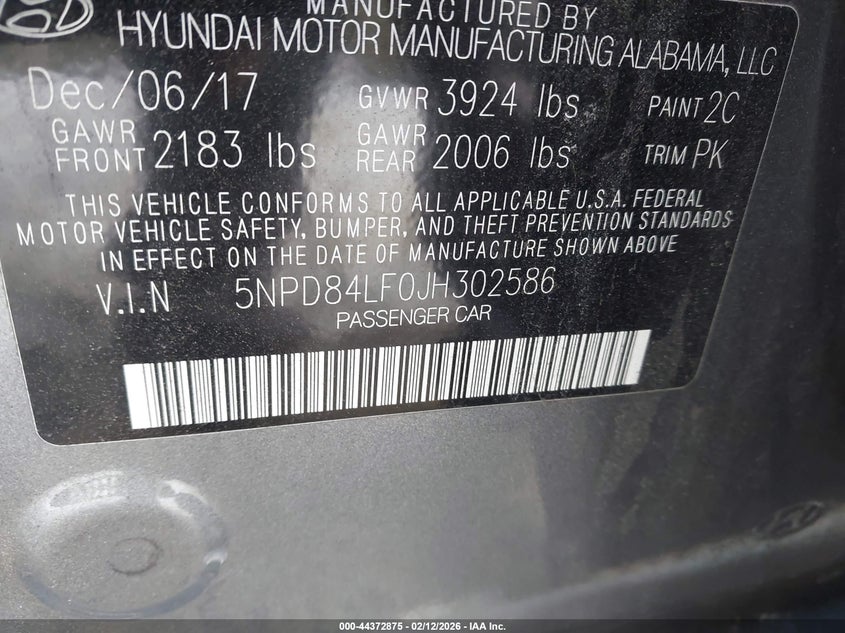 MANUFACTURED BY
HYUNDAI MOTOR MANUFACTURING ALABAMA, LLC
Dec/06/17 GVWR 3924 lbs PAINT 2C
GAWR FRONT 2183 lbs GAWR REAR 2006 lbs TRIM PK
THIS VEHICLE CONFORMS TO ALL APPLICABLE U.S.A. FEDERAL
MOTOR VEHICLE SAFETY, BUMPER, AND THEFT PREVENTION STANDARDS
IN EFFECT ON THE DATE OF MANUFACTURE SHOWN ABOVE
V.I.N 5NPD84LF0JH302586
PASSENGER CAR
000-44372875 - 02/12/2026 - IAA Inc.